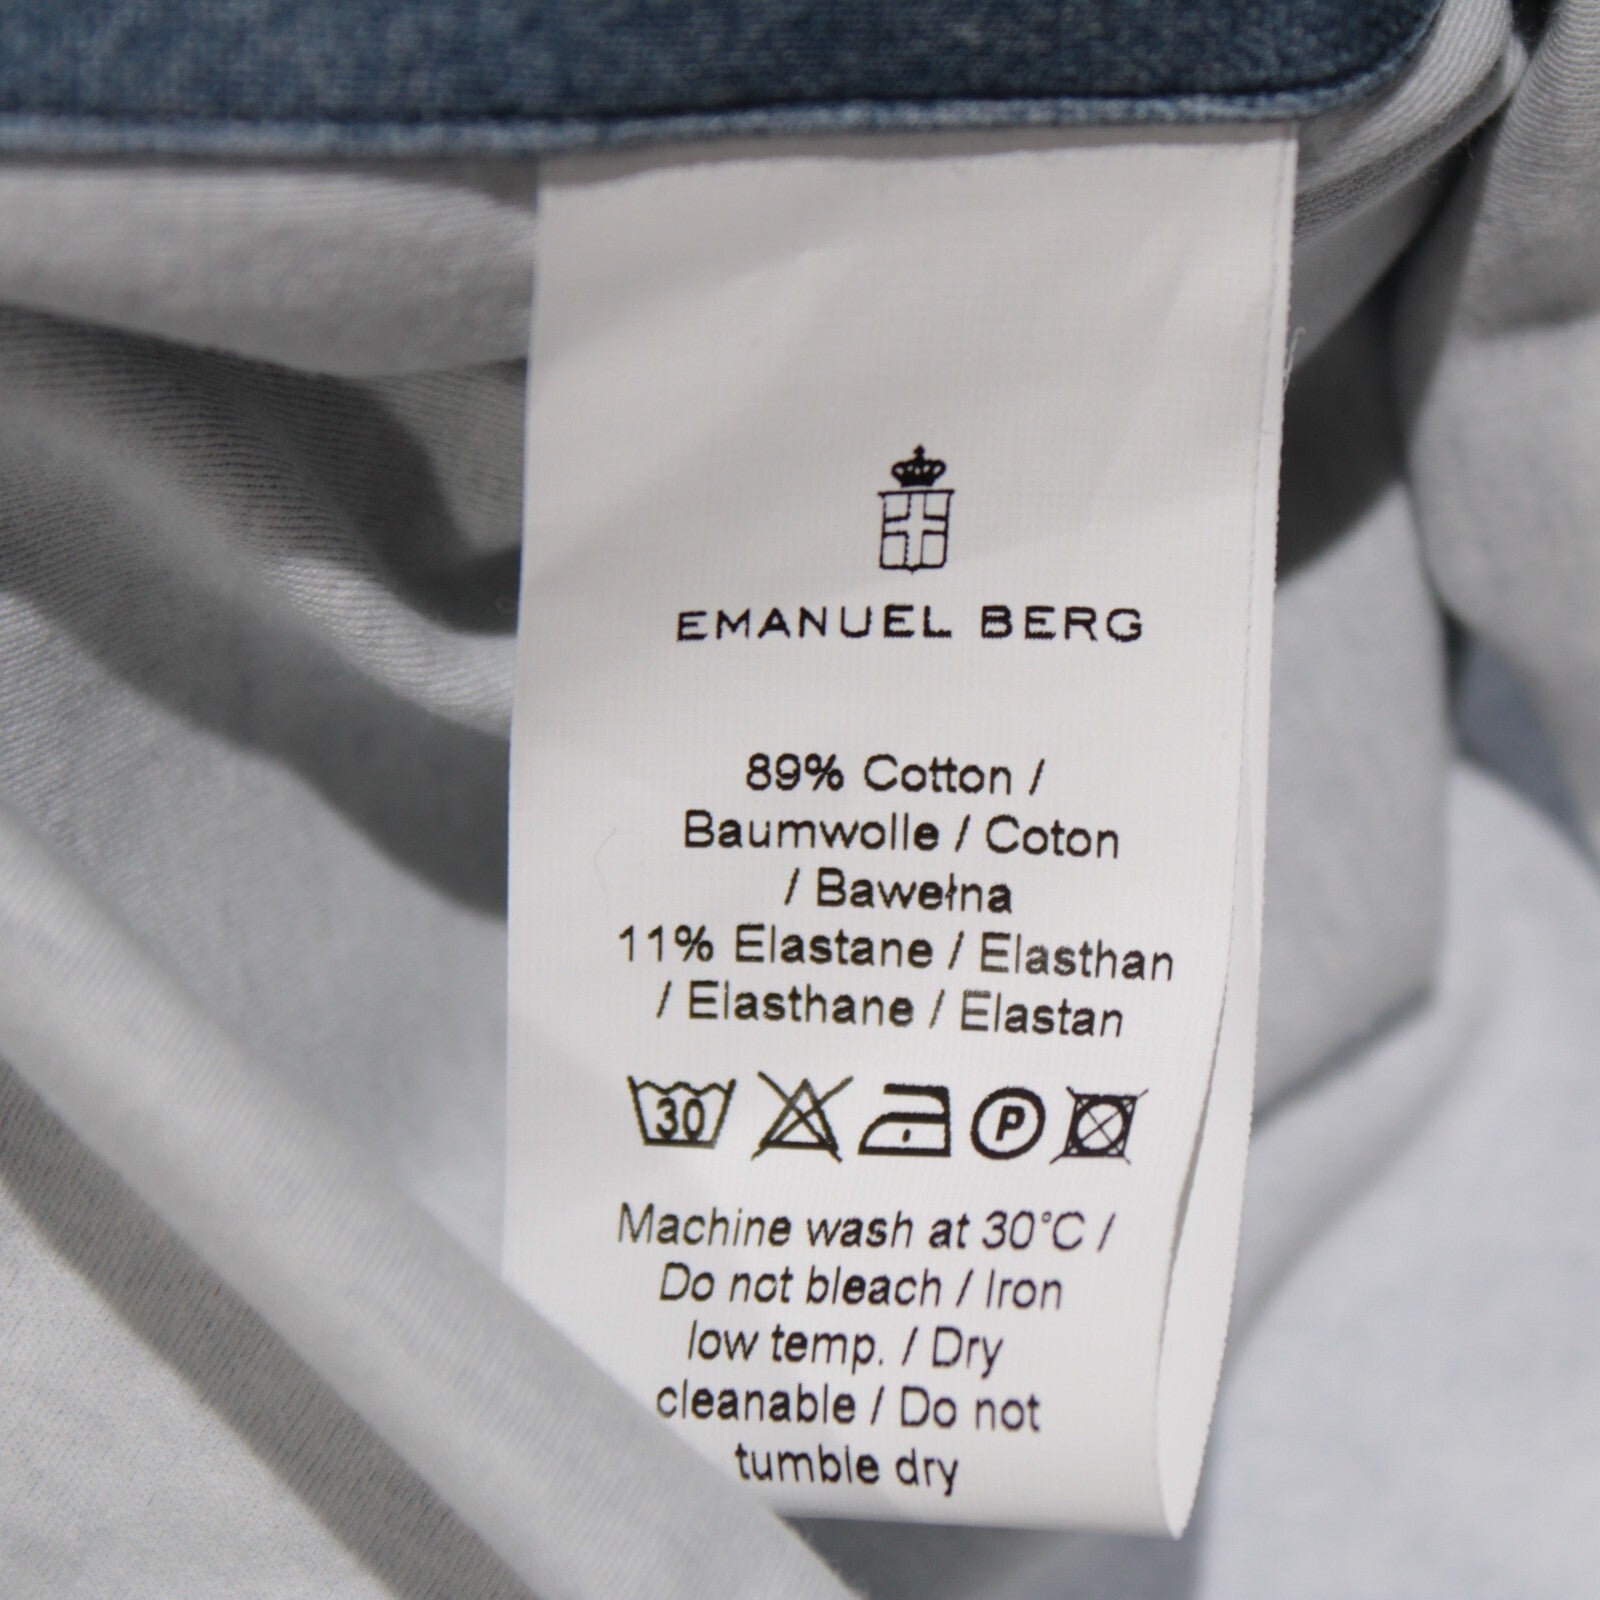 EMANUEL BERG
89% Cotton /
Baumwolle / Coton
/ Bawełna
11% Elastane / Elasthan
/ Elasthane / Elastan
30 P
Machine wash at 30°C /
Do not bleach / Iron
low temp. / Dry
cleanable / Do not
tumble dry